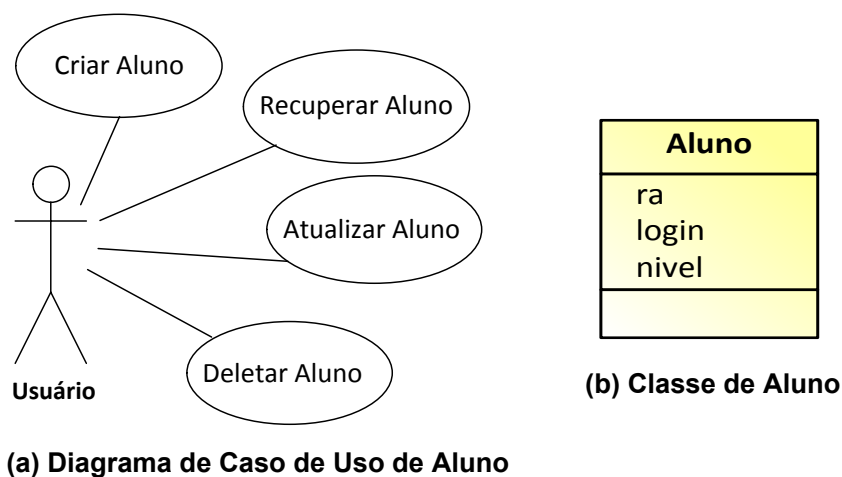 Criar Aluno
Recuperar Aluno
Atualizar Aluno
Deletar Aluno
Usuário
(a) Diagrama de Caso de Uso de Aluno
Aluno
ra
login
nivel
(b) Classe de Aluno